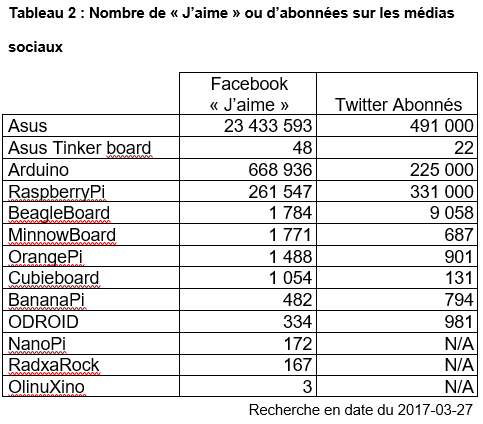 Tableau 2 : Nombre de « J’aime » ou d’abonnées sur les médias
sociaux
Facebook
« J’aime » Twitter Abonnés
Asus 23 433 593 491 000
Asus Tinker board 48 22
Arduino 668 936 225 000
RaspberryPi 261 547 331 000
BeagleBoard 1 784 9 058
MinnowBoard 1 771 687
OrangePi 1 488 901
Cubieboard 1 054 131
BananaPi 482 794
ODROID 334 981
NanoPi 172 N/A
RadxaRock 167 N/A
OlinuXino 3 N/A
Recherche en date du 2017-03-27